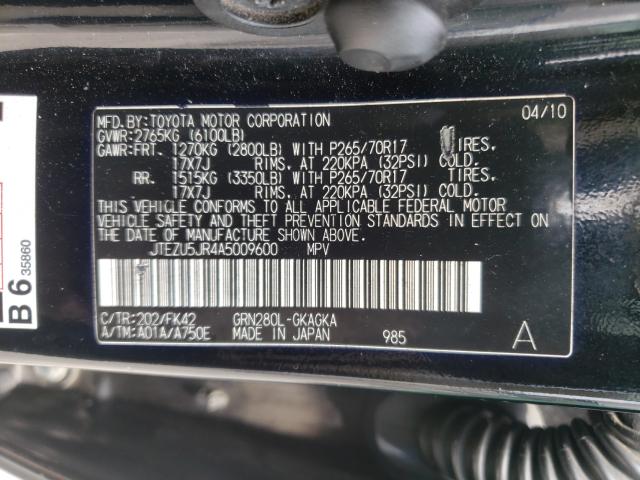 MFD.BY:TOYOTA MOTOR CORPORATION 04/10
GVWR:2765KG (6100LB)
GAWR:FRT. 1270KG (2800LB) WITH P265/70R17 TIRES,
17X7J RIMS, AT 220KPA (32PSI) COLD.
RR. 1515KG (3350LB) WITH P265/70R17 TIRES,
17X7J RIMS, AT 220KPA (32PSI) COLD.
THIS VEHICLE CONFORMS TO ALL APPLICABLE FEDERAL MOTOR
VEHICLE SAFETY AND THEFT PREVENTION STANDARDS IN EFFECT ON
THE DATE OF MANUFACTURE SHOWN ABOVE.
JTEZU5JR4A5009600 MPV
C/TR:202/FK42 GRN280L-GKAGKA
A/TM:A01A/A750E MADE IN JAPAN 985 A
B6 35860